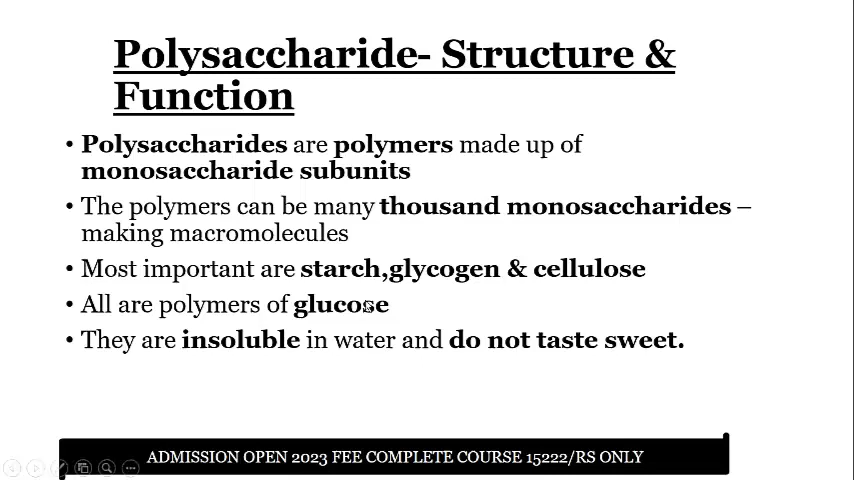 Polysaccharide- Structure &
Function
• Polysaccharides are polymers made up of
monosaccharide subunits
• The polymers can be many thousand monosaccharides –
making macromolecules
• Most important are starch,glycogen & cellulose
• All are polymers of glucose
• They are insoluble in water and do not taste sweet.
ADMISSION OPEN 2023 FEE COMPLETE COURSE 15222/RS ONLY